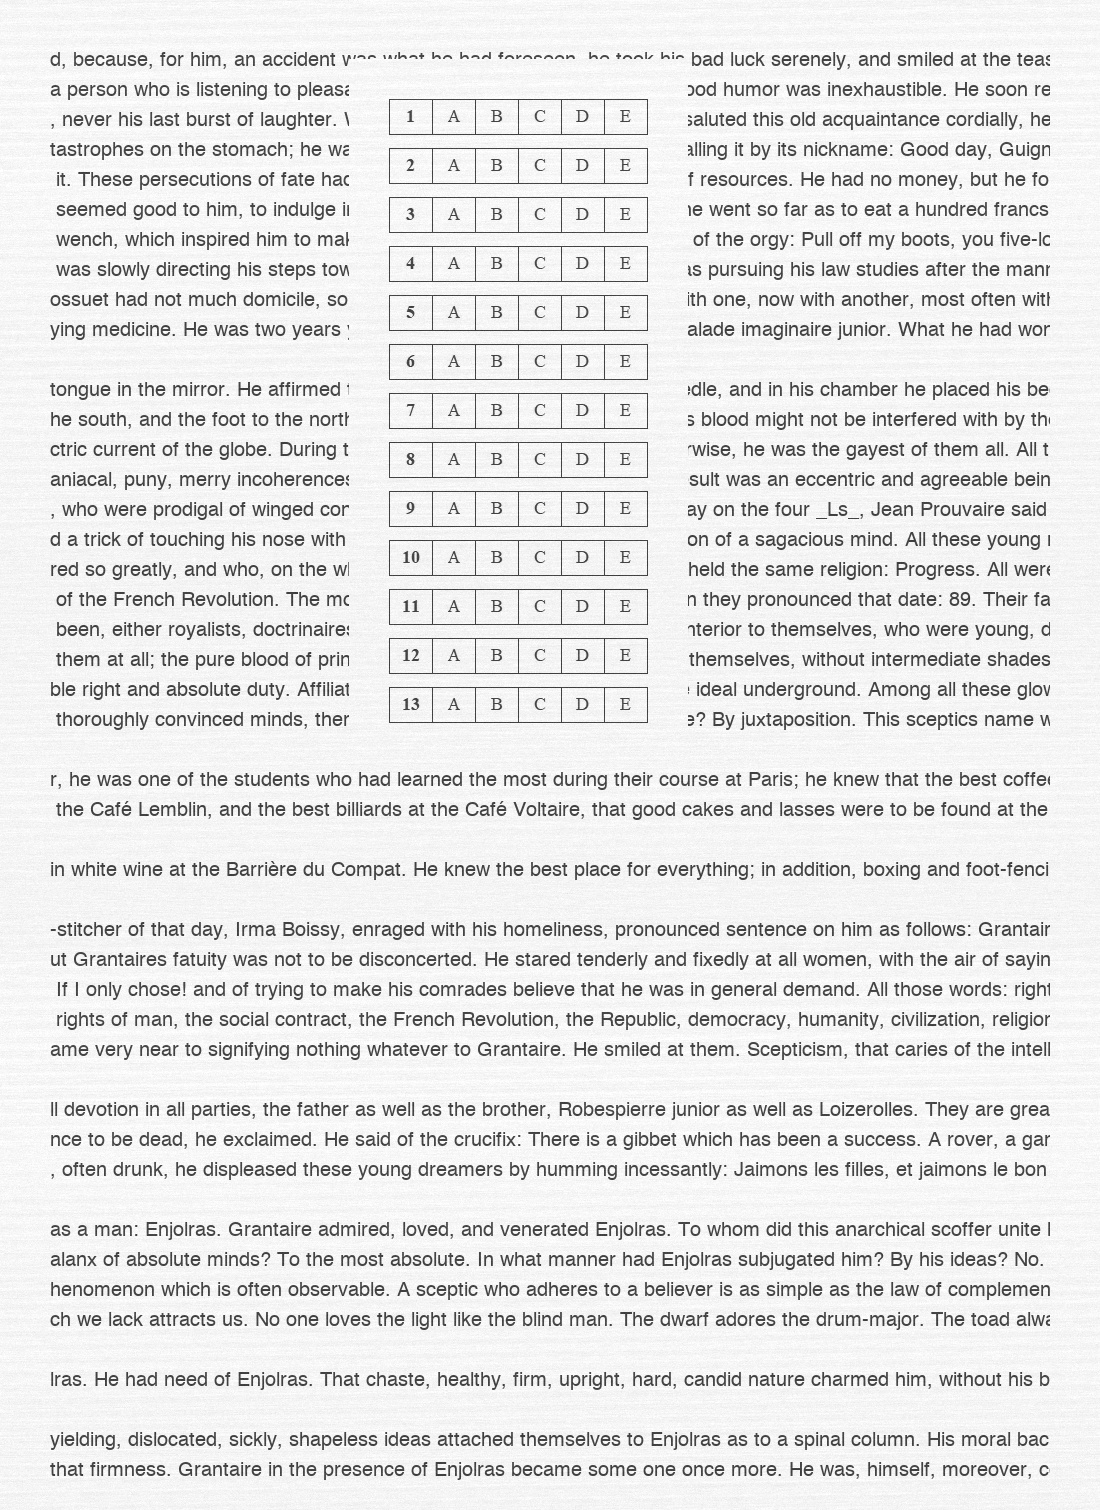 d, because, for him, an accident was what he had foreseen, he took his bad luck serenely, and smiled at the teas
a person who is listening to pleasa ood humor was inexhaustible. He soon re
, never his last burst of laughter. saluted this old acquaintance cordially, he
tastrophes on the stomach; he wa alling it by its nickname: Good day, Guign
it. These persecutions of fate had f resources. He had no money, but he fo
seemed good to him, to indulge in he went so far as to eat a hundred francs
wench, which inspired him to mak of the orgy: Pull off my boots, you five-lo
was slowly directing his steps tow as pursuing his law studies after the mann
ossuet had not much domicile, so ith one, now with another, most often with
ying medicine. He was two years alade imaginaire junior. What he had won
tongue in the mirror. He affirmed edle, and in his chamber he placed his be
he south, and the foot to the north s blood might not be interfered with by the
ctric current of the globe. During t rwise, he was the gayest of them all. All t
aniacal, puny, merry incoherences sult was an eccentric and agreeable bein
, who were prodigal of winged con ay on the four _Ls_, Jean Prouvaire said
d a trick of touching his nose with on of a sagacious mind. All these young
red so greatly, and who, on the wh held the same religion: Progress. All were
of the French Revolution. The mo n they pronounced that date: 89. Their fa
been, either royalists, doctrinaires nterior to themselves, who were young, d
them at all; the pure blood of prin themselves, without intermediate shades
ble right and absolute duty. Affiliat ideal underground. Among all these glow
thoroughly convinced minds, ther e? By juxtaposition. This sceptics name w
1 A B C D E
2 A B C D E
3 A B C D E
4 A B C D E
5 A B C D E
6 A B C D E
7 A B C D E
8 A B C D E
9 A B C D E
10 A B C D E
11 A B C D E
12 A B C D E
13 A B C D E
r, he was one of the students who had learned the most during their course at Paris; he knew that the best coffee
the Café Lemblin, and the best billiards at the Café Voltaire, that good cakes and lasses were to be found at the
in white wine at the Barrière du Compat. He knew the best place for everything; in addition, boxing and foot-fenci
-stitcher of that day, Irma Boissy, enraged with his homeliness, pronounced sentence on him as follows: Grantair
ut Grantaires fatuity was not to be disconcerted. He stared tenderly and fixedly at all women, with the air of sayin
If I only chose! and of trying to make his comrades believe that he was in general demand. All those words: right
rights of man, the social contract, the French Revolution, the Republic, democracy, humanity, civilization, religion
ame very near to signifying nothing whatever to Grantaire. He smiled at them. Scepticism, that caries of the intell
ll devotion in all parties, the father as well as the brother, Robespierre junior as well as Loizerolles. They are grea
nce to be dead, he exclaimed. He said of the crucifix: There is a gibbet which has been a success. A rover, a gam
, often drunk, he displeased these young dreamers by humming incessantly: Jaimons les filles, et jaimons le bon
as a man: Enjolras. Grantaire admired, loved, and venerated Enjolras. To whom did this anarchical scoffer unite
alanx of absolute minds? To the most absolute. In what manner had Enjolras subjugated him? By his ideas? No.
henomenon which is often observable. A sceptic who adheres to a believer is as simple as the law of complemen
ch we lack attracts us. No one loves the light like the blind man. The dwarf adores the drum-major. The toad alwa
lras. He had need of Enjolras. That chaste, healthy, firm, upright, hard, candid nature charmed him, without his b
yielding, dislocated, sickly, shapeless ideas attached themselves to Enjolras as to a spinal column. His moral bac
that firmness. Grantaire in the presence of Enjolras became some one once more. He was, himself, moreover, c